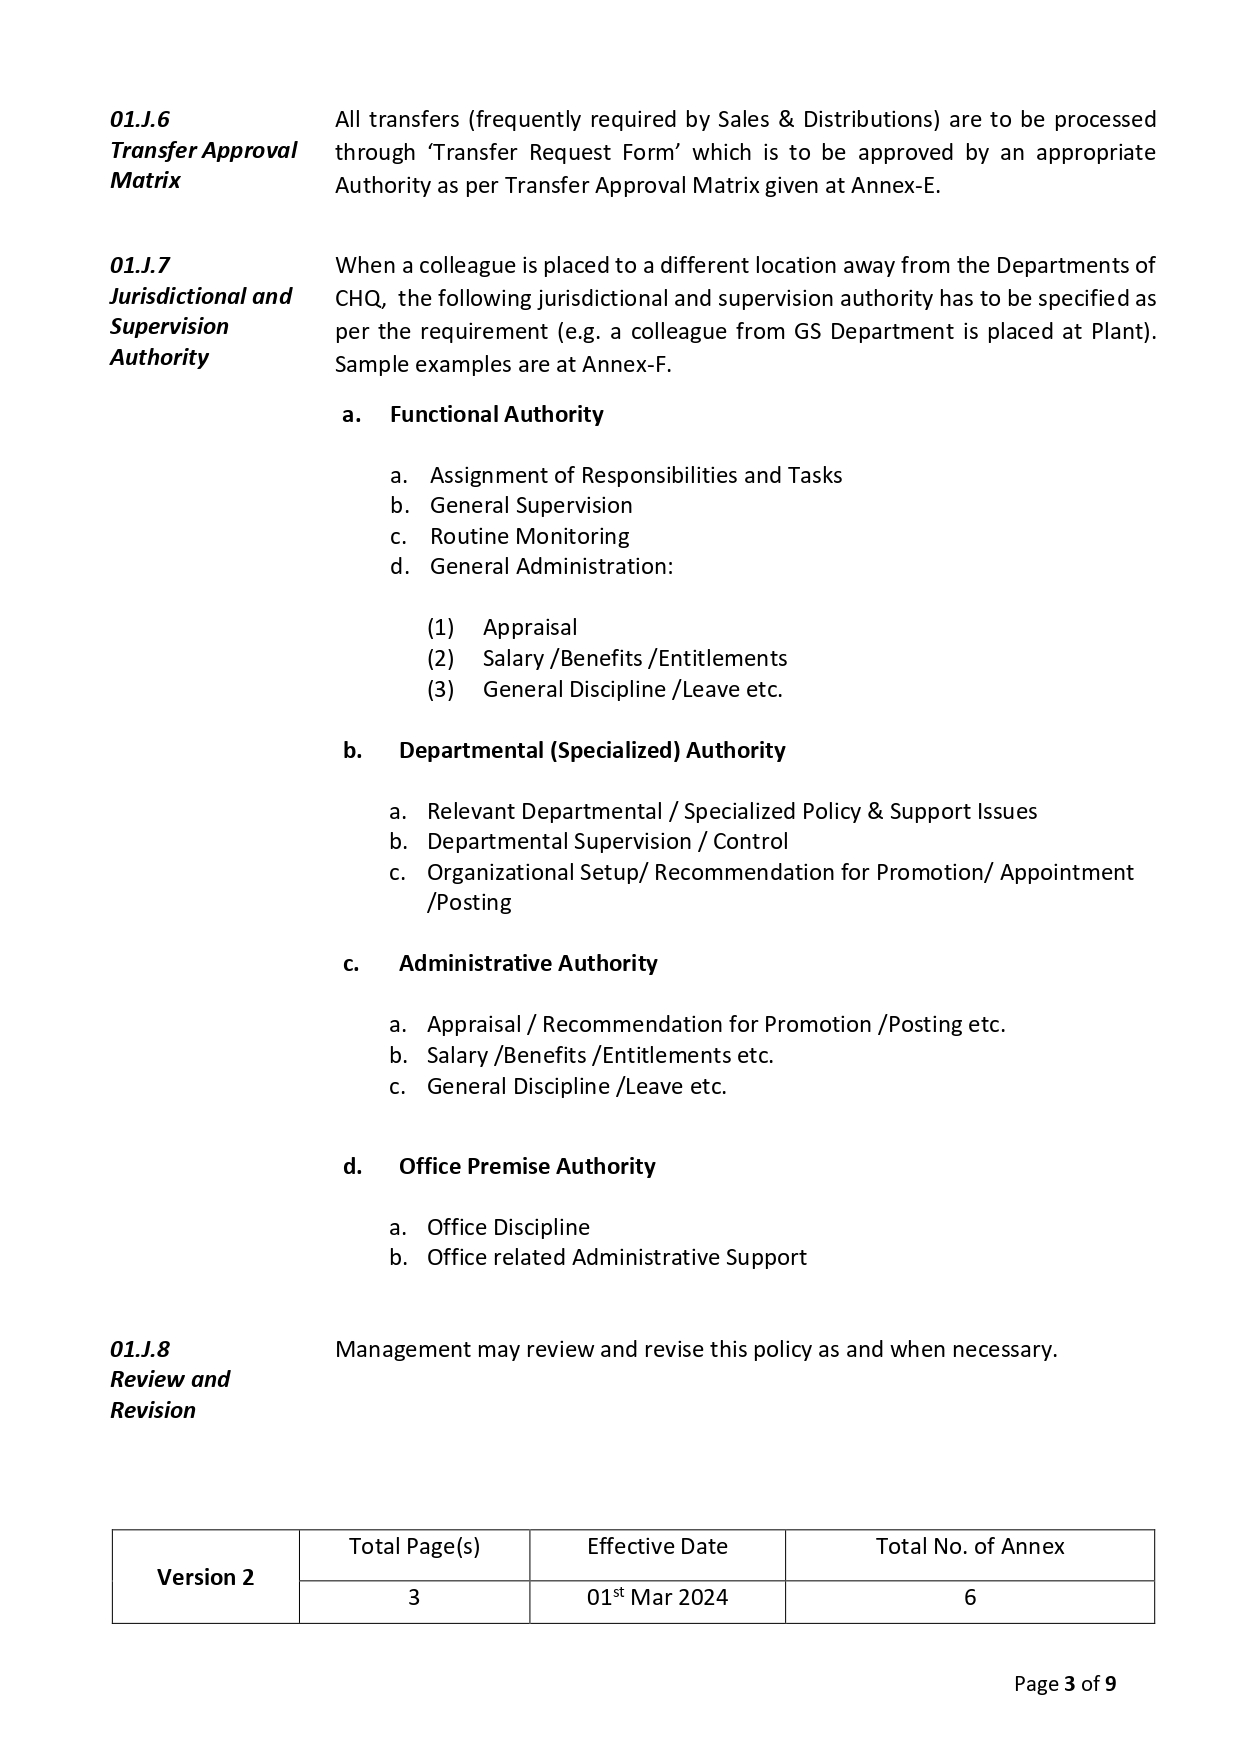 01.J.6
Transfer Approval
Matrix
All transfers (frequently required by Sales & Distributions) are to be processed
through ‘Transfer Request Form’ which is to be approved by an appropriate
Authority as per Transfer Approval Matrix given at Annex-E.
01.J.7
Jurisdictional and
Supervision
Authority
When a colleague is placed to a different location away from the Departments of
CHQ,  the following jurisdictional and supervision authority has to be specified as
per the requirement (e.g. a colleague from GS Department is placed at Plant).
Sample examples are at Annex-F.
a. Functional Authority
a. Assignment of Responsibilities and Tasks
b. General Supervision
c. Routine Monitoring
d. General Administration:
(1) Appraisal
(2) Salary /Benefits /Entitlements
(3) General Discipline /Leave etc.
b. Departmental (Specialized) Authority
a. Relevant Departmental / Specialized Policy & Support Issues
b. Departmental Supervision / Control
c. Organizational Setup/ Recommendation for Promotion/ Appointment
/Posting
c. Administrative Authority
a. Appraisal / Recommendation for Promotion /Posting etc.
b. Salary /Benefits /Entitlements etc.
c. General Discipline /Leave etc.
d. Office Premise Authority
a. Office Discipline
b. Office related Administrative Support
01.J.8
Review and
Revision
Management may review and revise this policy as and when necessary.
Version 2
Total Page(s) Effective Date Total No. of Annex
3 01st Mar 2024 6
Page 3 of 9